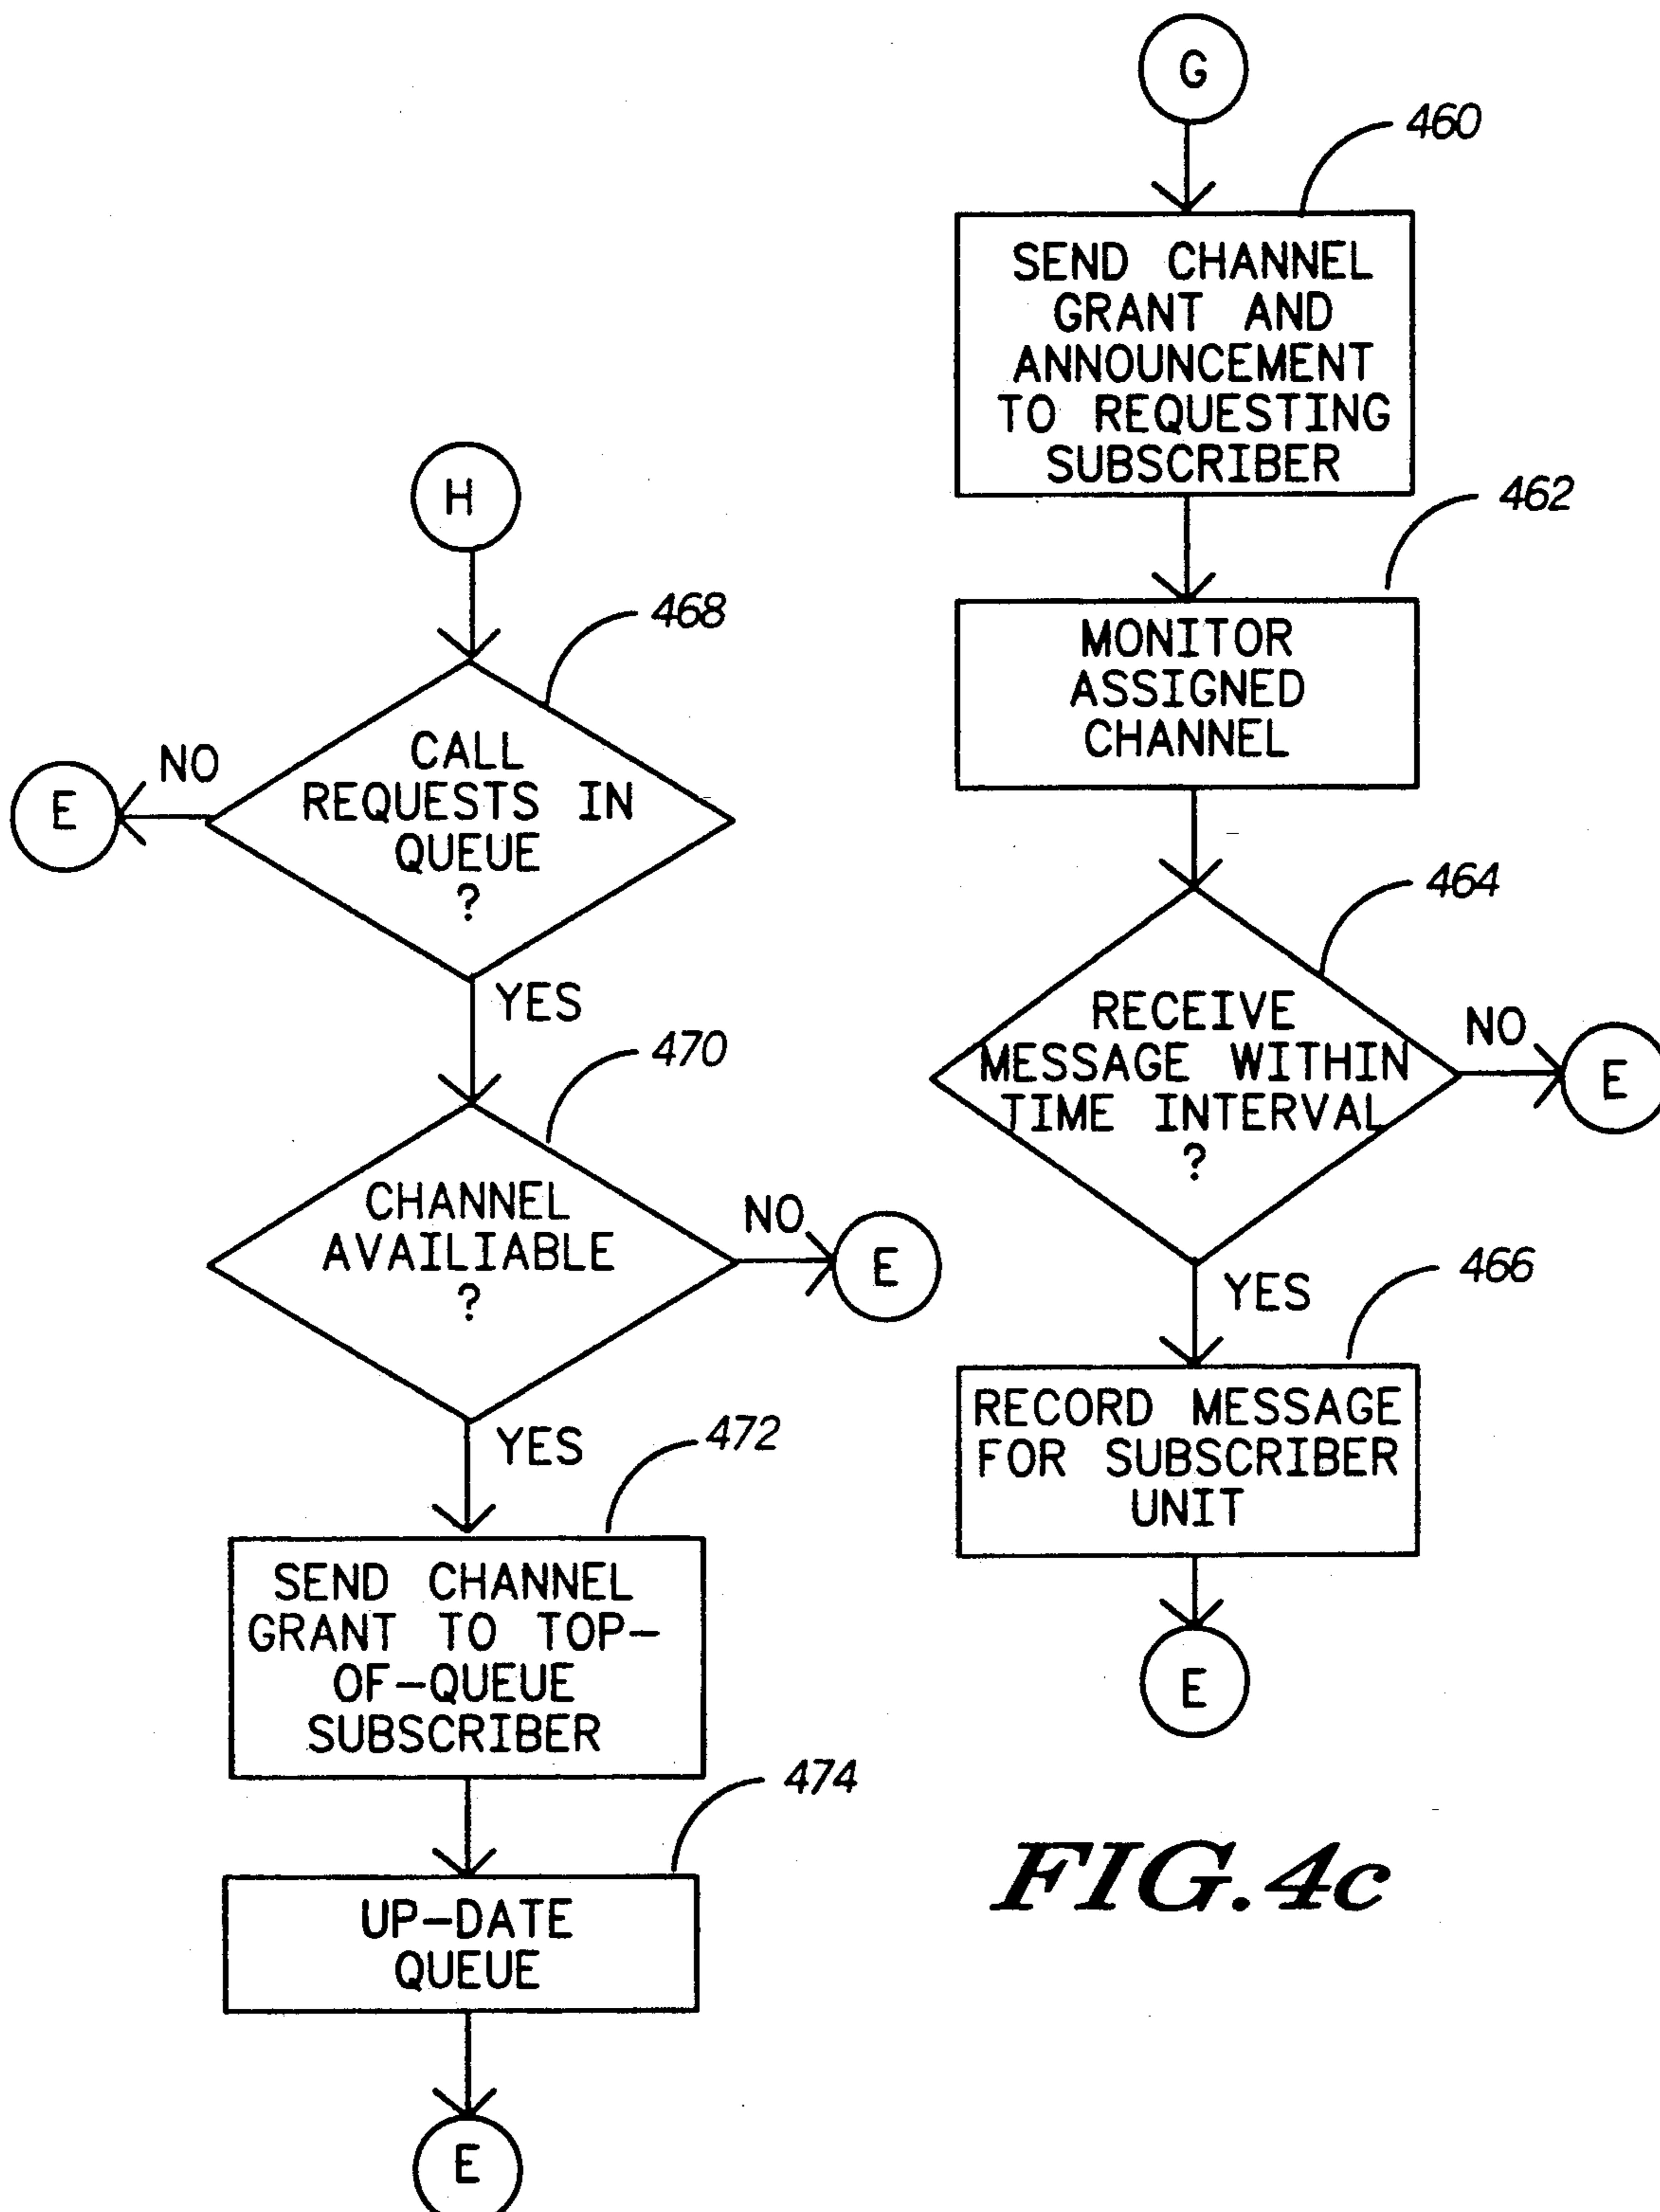 H
468
CALL
REQUESTS IN
QUEUE
?
NO
E
YES
470
CHANNEL
AVAILIABLE
?
NO
E
YES
472
SEND CHANNEL
GRANT TO TOP-
OF-QUEUE
SUBSCRIBER
474
UP-DATE
QUEUE
E
G
460
SEND CHANNEL
GRANT AND
ANNOUNCEMENT
TO REQUESTING
SUBSCRIBER
462
MONITOR
ASSIGNED
CHANNEL
464
RECEIVE
MESSAGE WITHIN
TIME INTERVAL
?
NO
E
YES
466
RECORD MESSAGE
FOR SUBSCRIBER
UNIT
E
FIG.4c